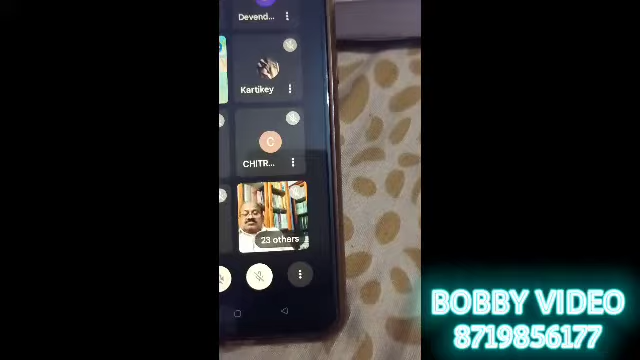 Devend...
Kartikey
C
CHITR...
23 others
BOBBY VIDEO
8719856177